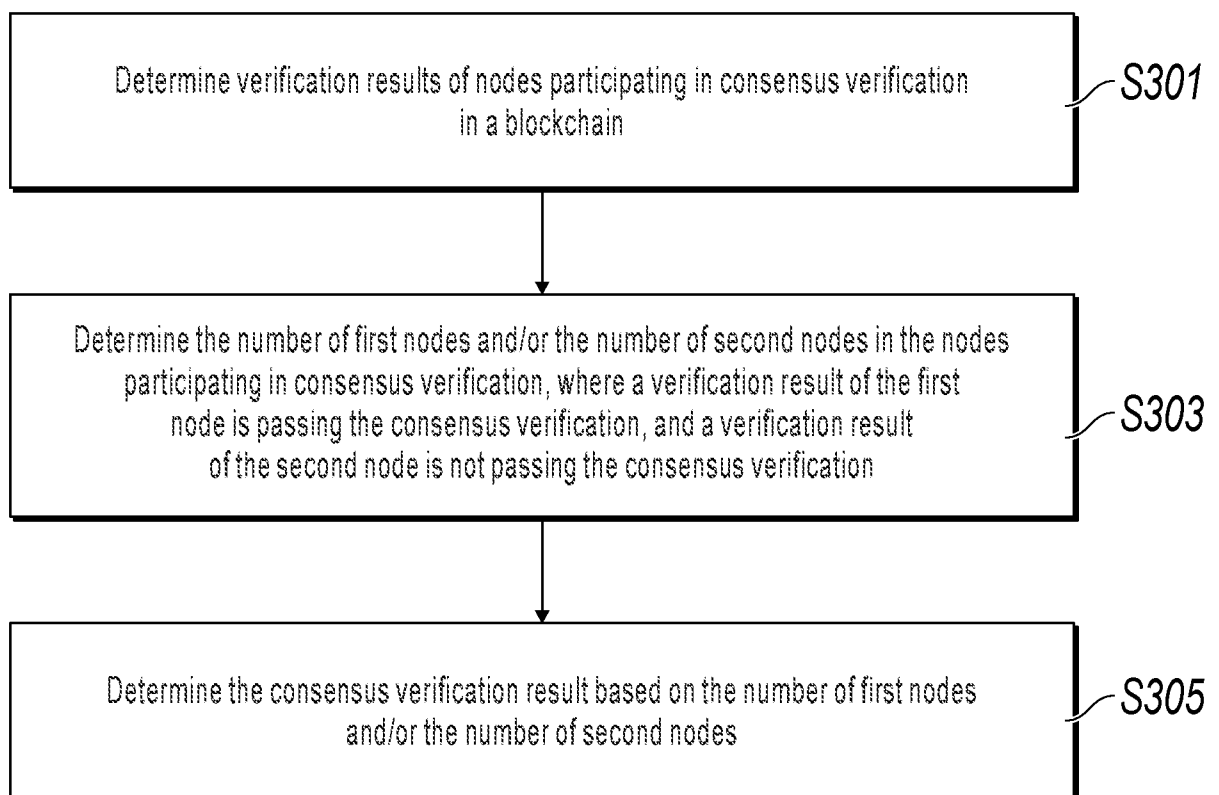 Determine verification results of nodes participating in consensus verification
in a blockchain
S301
Determine the number of first nodes and/or the number of second nodes in the nodes
participating in consensus verification, where a verification result of the first
node is passing the consensus verification, and a verification result
of the second node is not passing the consensus verification
S303
Determine the consensus verification result based on the number of first nodes
and/or the number of second nodes
S305